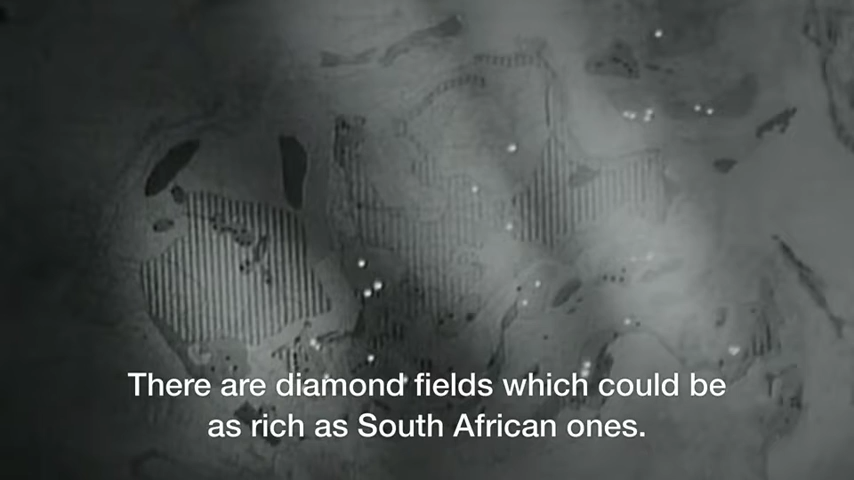 There are diamond fields which could be
as rich as South African ones.